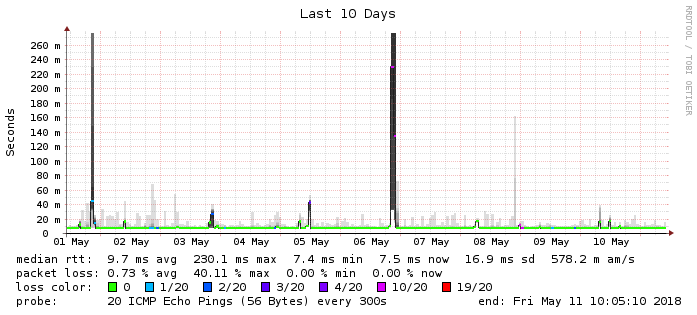 Last 10 Days
RRDTOOL / TOBI OETIKER
Seconds
260 m
240 m
220 m
200 m
180 m
160 m
140 m
120 m
100 m
80 m
60 m
40 m
20 m
0
01 May 02 May 03 May 04 May 05 May 06 May 07 May 08 May 09 May 10 May
median rtt: 9.7 ms avg 230.1 ms max 7.4 ms min 7.5 ms now 16.9 ms sd 578.2 m am/s
packet loss: 0.73 % avg 40.11 % max 0.00 % min 0.00 % now
loss color: 0 1/20 2/20 3/20 4/20 10/20 19/20
probe: 20 ICMP Echo Pings (56 Bytes) every 300s end: Fri May 11 10:05:10 2018